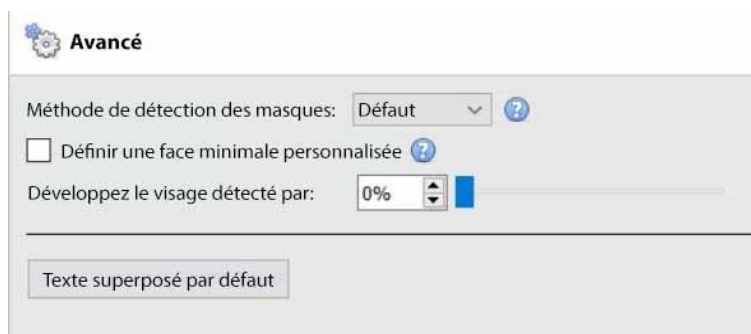 Avancé
Méthode de détection des masques: Défaut ?
Définir une face minimale personnalisée ?
Développez le visage détecté par: 0%
Texte superposé par défaut